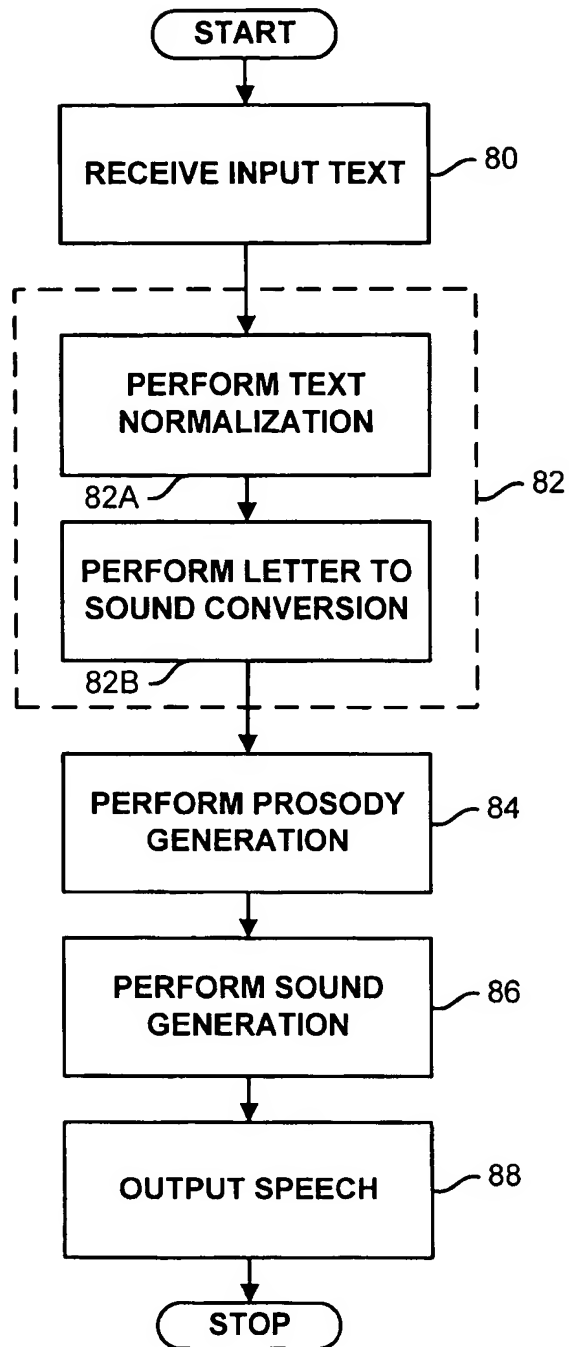 START
RECEIVE INPUT TEXT
80
PERFORM TEXT
NORMALIZATION
82A
82
PERFORM LETTER TO
SOUND CONVERSION
82B
PERFORM PROSODY
GENERATION
84
PERFORM SOUND
GENERATION
86
OUTPUT SPEECH
88
STOP